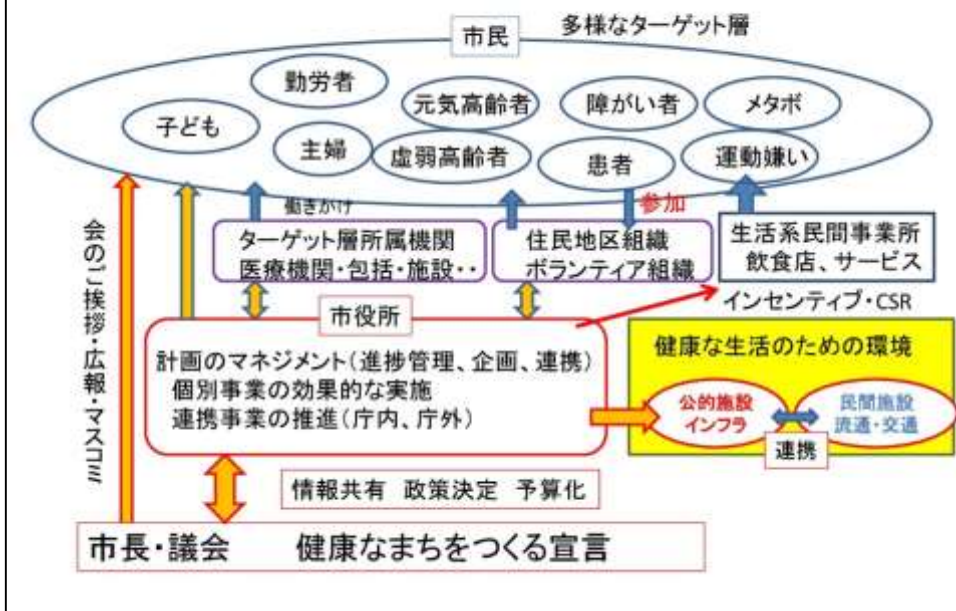 市民
多様なターゲット層
勤労者
元気高齢者
障がい者
メタボ
子ども
主婦
虚弱高齢者
患者
運動嫌い
働きかけ
参加
ターゲット層所属機関
医療機関・包括・施設・・
住民地区組織
ボランティア組織
生活系民間事業所
飲食店、サービス
インセンティブ・CSR
会のご挨拶・広報・マスコミ
市役所
計画のマネジメント(進捗管理、企画、連携)
個別事業の効果的な実施
連携事業の推進(庁内、庁外)
健康な生活のための環境
公的施設
インフラ
民間施設
流通・交通
連携
情報共有 政策決定 予算化
市長・議会 健康なまちをつくる宣言